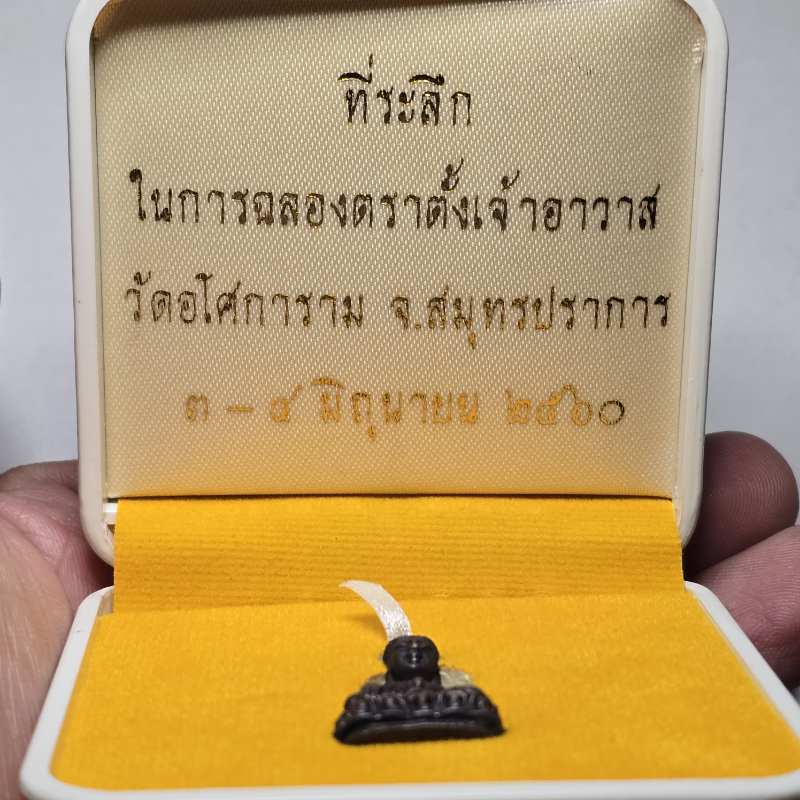 ที่ระลึก
ในการฉลองตราตั้งเจ้าอาวาส
วัดอโศการาม จ.สมุทรปราการ
๓ - ๔ มิถุนายน ๒๕๖๐